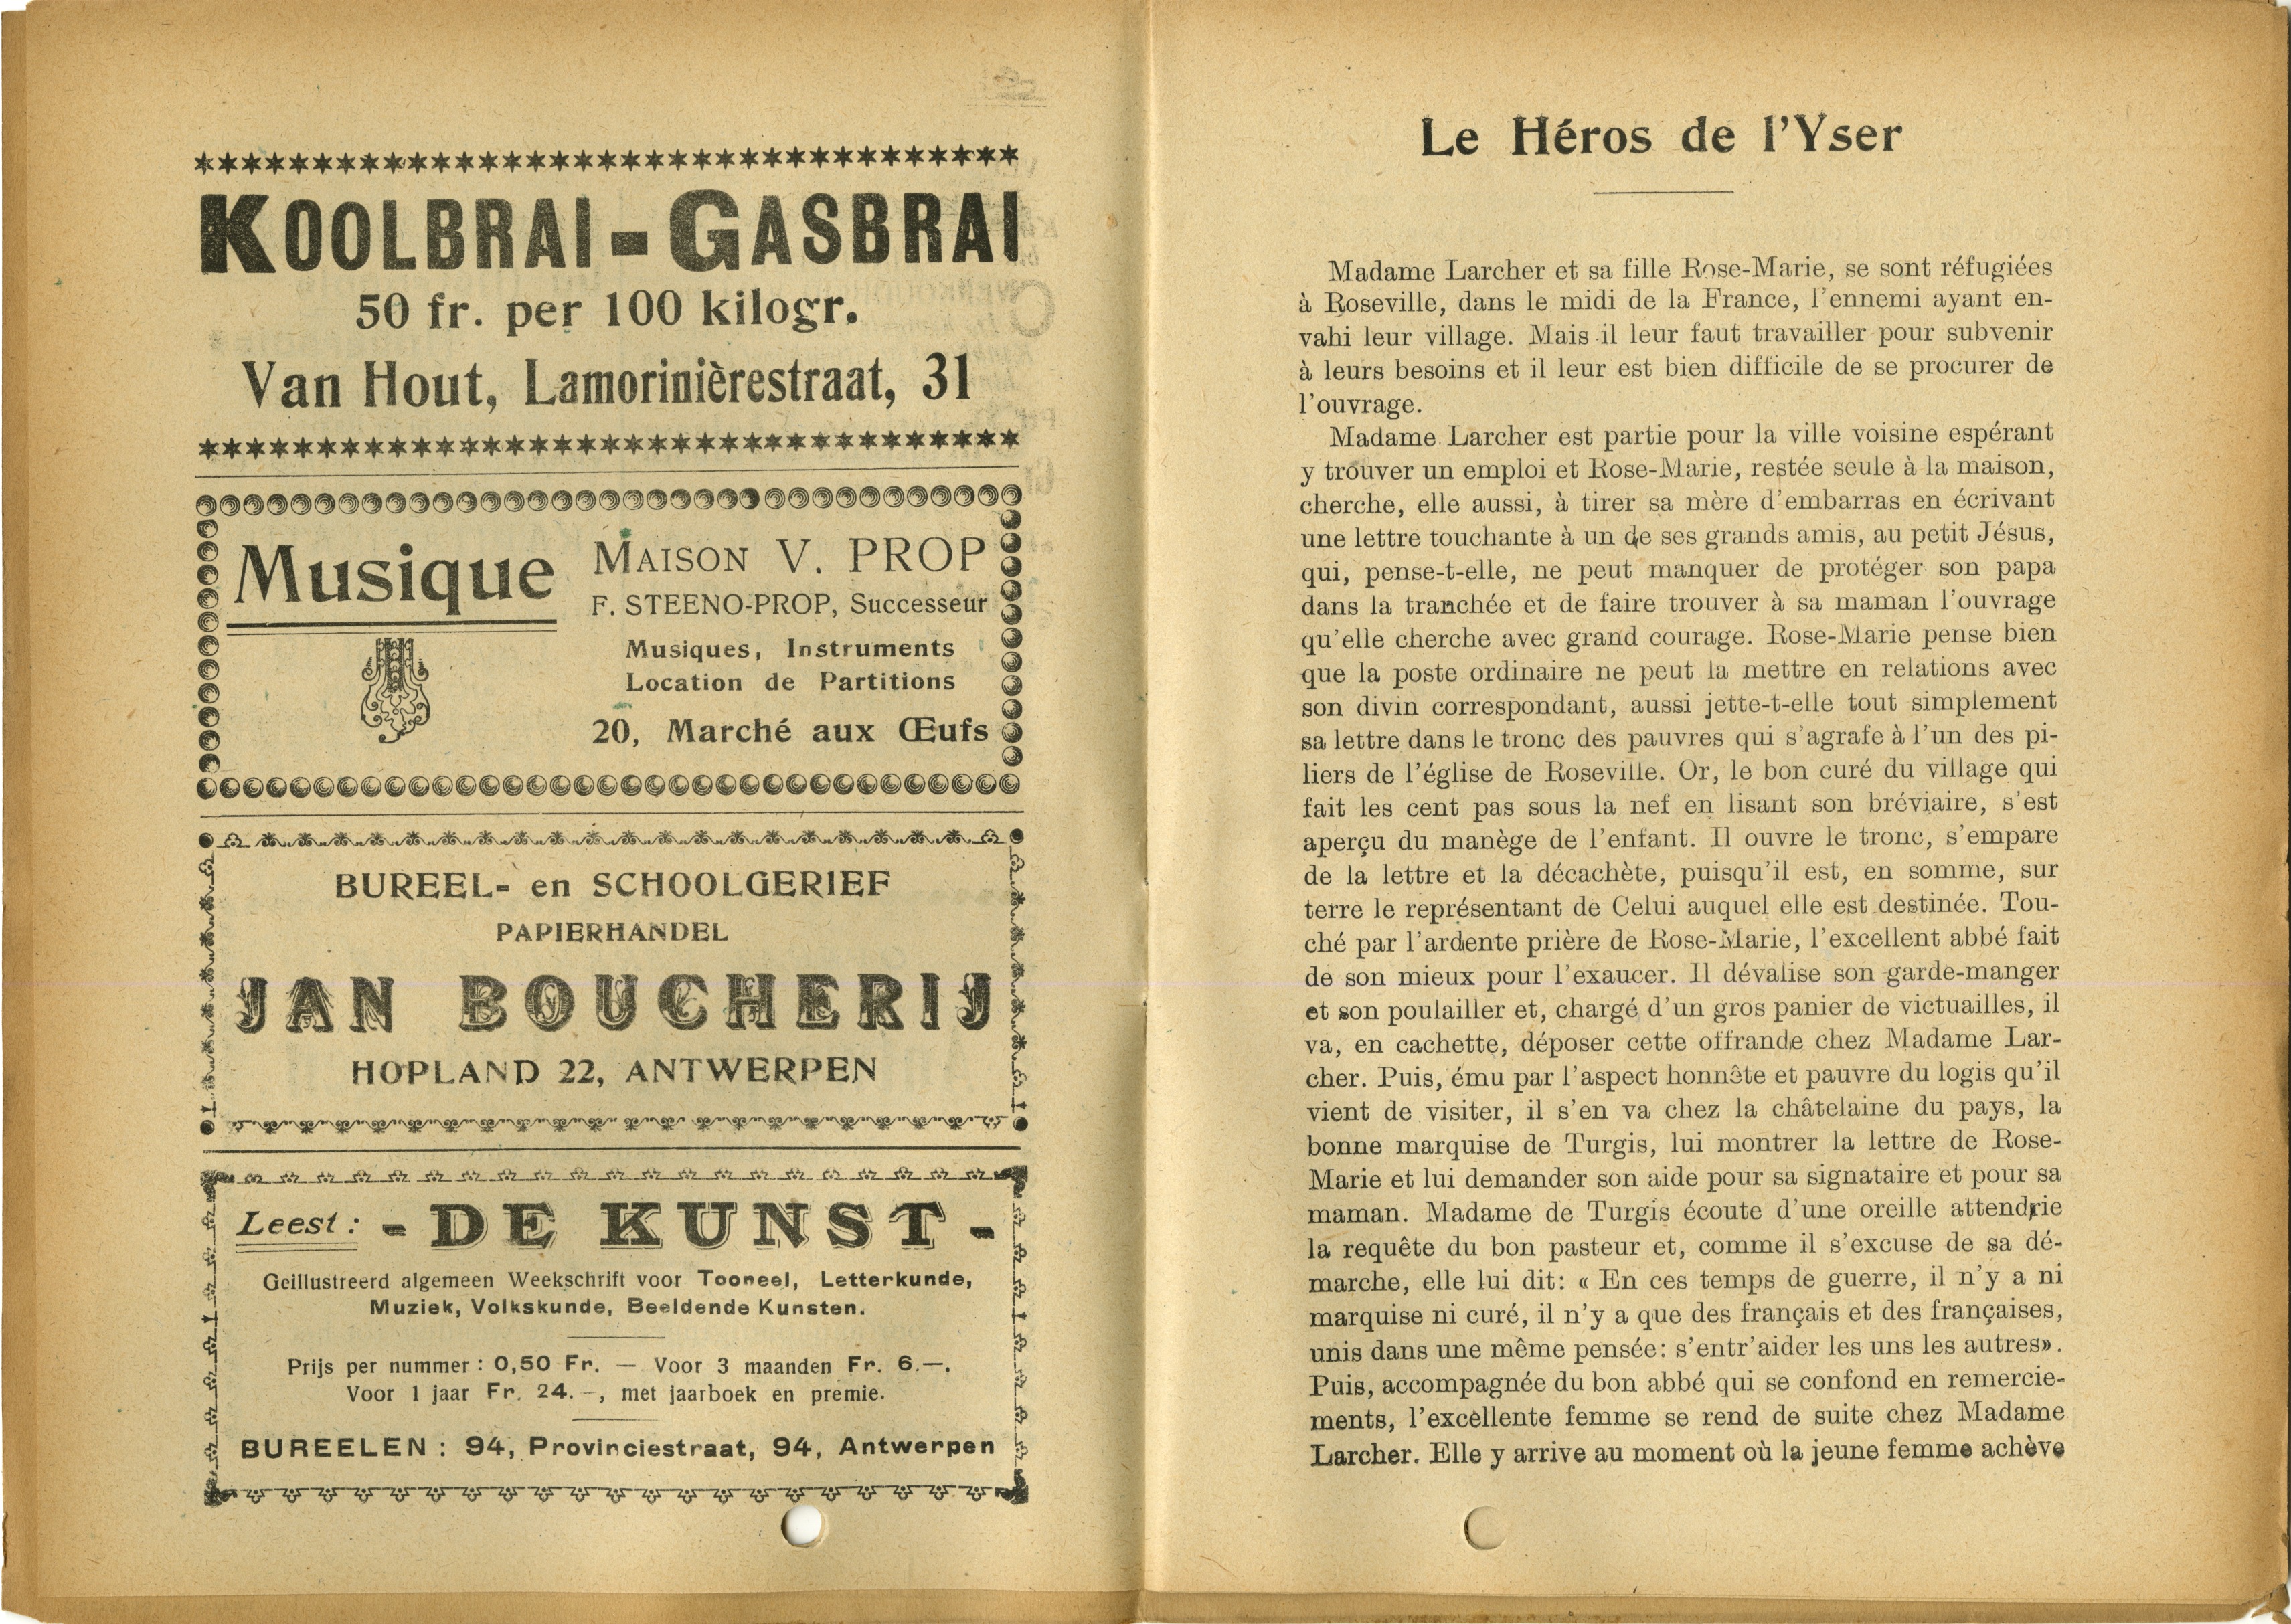 KOOLBRAI - GASBRAI
50 fr. per 100 kilogr.
Van Hout, Lamorinièrestraat, 31
Musique
MAISON V. PROP
F. STEENO-PROP, Successeur
Musiques, Instruments
Location de Partitions
20, Marché aux Œufs
BUREEL- en SCHOOLGERIEF
PAPIERHANDEL
JAN BOUCHERIJ
HOPLAND 22, ANTWERPEN
Leest : - DE KUNST -
Geillustreerd algemeen Weekschrift voor Tooneel, Letterkunde,
Muziek, Volkskunde, Beeldende Kunsten.
Prijs per nummer : 0,50 Fr. — Voor 3 maanden Fr. 6.—.
Voor 1 jaar Fr. 24. –, met jaarboek en premie.
BUREELEN : 94, Provinciestraat, 94, Antwerpen
Le Héros de l'Yser
Madame Larcher et sa fille Rose-Marie, se sont réfugiées
à Roseville, dans le midi de la France, l'ennemi ayant en-
vahi leur village. Mais il leur faut travailler pour subvenir
à leurs besoins et il leur est bien difficile de se procurer de
l'ouvrage.
Madame Larcher est partie pour la ville voisine espérant
y trouver un emploi et Rose-Marie, restée seule à la maison,
cherche, elle aussi, à tirer sa mère d'embarras en écrivant
une lettre touchante à un de ses grands amis, au petit Jésus,
qui, pense-t-elle, ne peut manquer de protéger son papa
dans la tranchée et de faire trouver à sa maman l'ouvrage
qu'elle cherche avec grand courage. Rose-Marie pense bien
que la poste ordinaire ne peut la mettre en relations avec
son divin correspondant, aussi jette-t-elle tout simplement
sa lettre dans le tronc des pauvres qui s'agrafe à l'un des pi-
liers de l'église de Roseville. Or, le bon curé du village qui
fait les cent pas sous la nef en lisant son bréviaire, s'est
aperçu du manège de l'enfant. Il ouvre le tronc, s'empare
de la lettre et la décachète, puisqu'il est, en somme, sur
terre le représentant de Celui auquel elle est destinée. Tou-
ché par l'ardente prière de Rose-Marie, l'excellent abbé fait
de son mieux pour l'exaucer. Il dévalise son garde-manger
et son poulailler et, chargé d'un gros panier de victuailles, il
va, en cachette, déposer cette offrande chez Madame Lar-
cher. Puis, ému par l'aspect honnête et pauvre du logis qu'il
vient de visiter, il s'en va chez la châtelaine du pays, la
bonne marquise de Turgis, lui montrer la lettre de Rose-
Marie et lui demander son aide pour sa signataire et pour sa
maman. Madame de Turgis écoute d'une oreille attendrie
la requête du bon pasteur et, comme il s'excuse de sa dé-
marche, elle lui dit: « En ces temps de guerre, il n'y a ni
marquise ni curé, il n'y a que des français et des françaises,
unis dans une même pensée: s'entr'aider les uns les autres».
Puis, accompagnée du bon abbé qui se confond en remercie-
ments, l'excellente femme se rend de suite chez Madame
Larcher. Elle y arrive au moment où la jeune femme achève